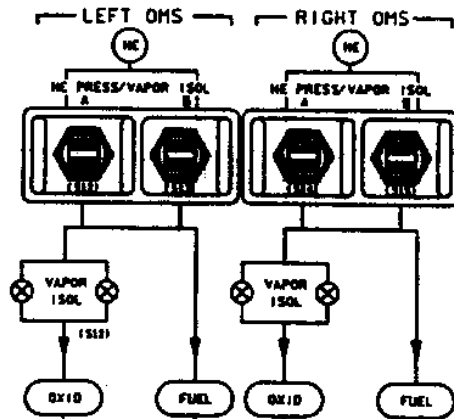 LEFT OMS
RIGHT OMS
HE
HE
HE PRESS/VAPOR ISOL
A
HE PRESS/VAPOR ISOL
A
VAPOR
ISOL
VAPOR
ISOL
(S12)
OXID
FUEL
OXID
FUEL